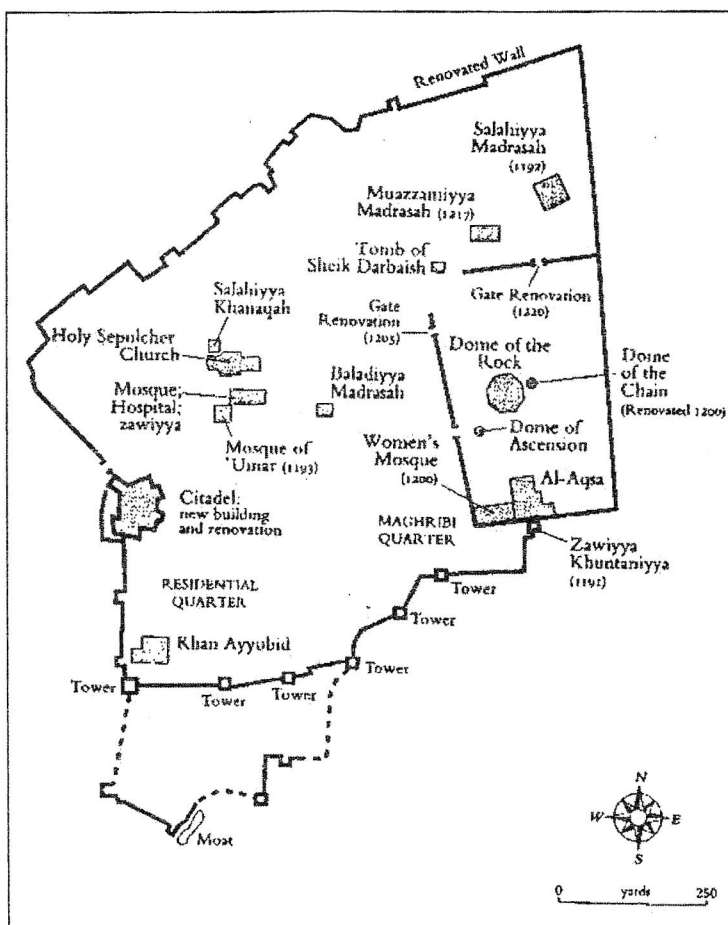 Renovated Wall
Salahiyya
Madrasah
(1192)
Muazzamiyya
Madrasah (1217)
Tomb of
Sheik Darbaish
Gate Renovation
(1220)
Salahiyya
Khanaqah
Gate
Renovation
(1205)
Holy Sepulcher
Church
Dome of the
Rock
Dome
of the
Chain
(Renovated 1200)
Mosque;
Hospital;
zawiyya
Baladiyya
Madrasah
Mosque of
'Umar (1193)
Dome of
Ascension
Women's
Mosque
(1200)
Al-Aqsa
Citadel:
new building
and renovation
MAGHRIBI
QUARTER
Zawiyya
Khuntaniyya
(1191)
RESIDENTIAL
QUARTER
Tower
Tower
Khan Ayyubid
Tower
Tower
Tower
Tower
Moat
N
W
E
S
0 yards 250